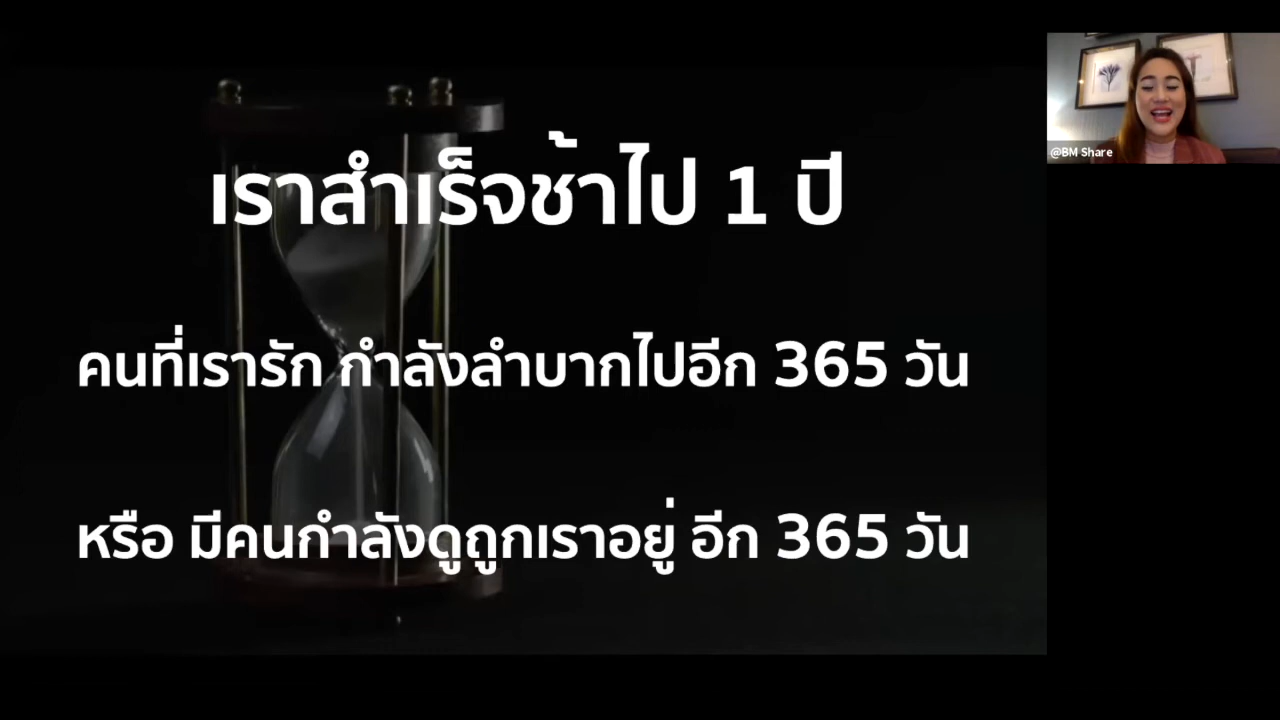 เราสำเร็จช้าไป 1 ปี
คนที่เรารัก กำลังลำบากไปอีก 365 วัน
หรือ มีคนกำลังดูถูกเราอยู่ อีก 365 วัน
@BM Share